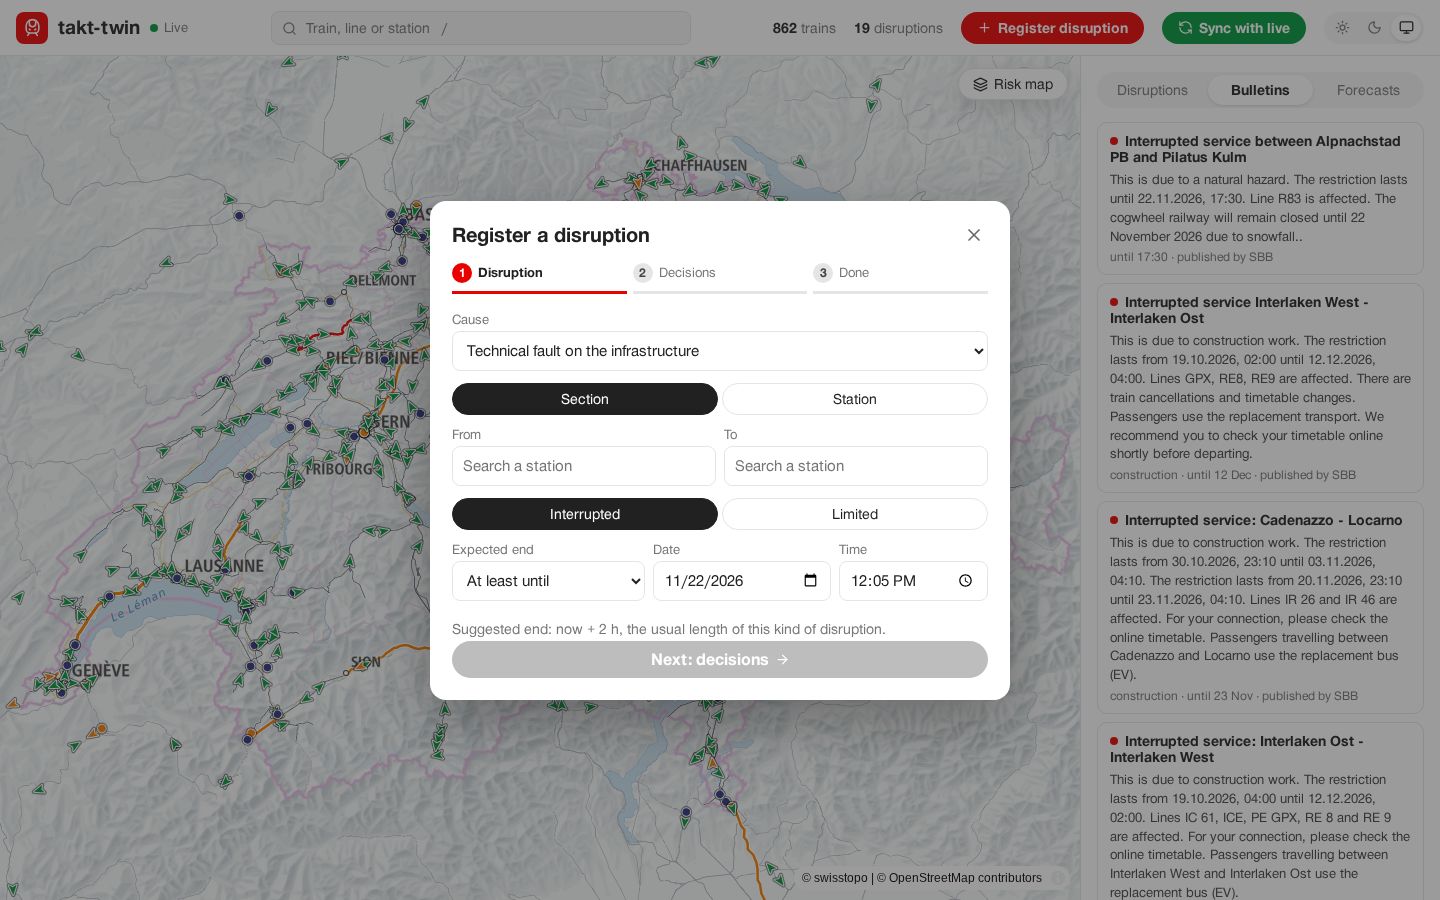 takt-twin
Live
Train, line or station /
862 trains
19 disruptions
Register disruption
Sync with live
Risk map
Disruptions
Bulletins
Forecasts
Register a disruption
1 Disruption
2 Decisions
3 Done
Cause
Technical fault on the infrastructure
Section
Station
From
To
Search a station
Search a station
Interrupted
Limited
Expected end
Date
Time
At least until
11/22/2026
12:05 PM
Suggested end: now + 2 h, the usual length of this kind of disruption.
Next: decisions →
Interrupted service between Alpnachstad
PB and Pilatus Kulm
This is due to a natural hazard. The restriction lasts
until 22.11.2026, 17:30. Line R83 is affected. The
cogwheel railway will remain closed until 22
November 2026 due to snowfall..
until 17:30 · published by SBB
Interrupted service Interlaken West -
Interlaken Ost
This is due to construction work. The restriction
lasts from 19.10.2026, 02:00 until 12.12.2026,
04:00. Lines GPX, RE8, RE9 are affected. There are
train cancellations and timetable changes.
Passengers use the replacement transport. We
recommend you to check your timetable online
shortly before departing.
construction · until 12 Dec · published by SBB
Interrupted service: Cadenazzo - Locarno
This is due to construction work. The restriction
lasts from 30.10.2026, 23:10 until 03.11.2026,
04:10. The restriction lasts from 20.11.2026, 23:10
until 23.11.2026, 04:10. Lines IR 26 and IR 46 are
affected. For your connection, please check the
online timetable. Passengers travelling between
Cadenazzo and Locarno use the replacement bus
(EV).
construction · until 23 Nov · published by SBB
Interrupted service: Interlaken Ost -
Interlaken West
This is due to construction work. The restriction
lasts from 19.10.2026, 04:00 until 12.12.2026,
02:00. Lines IC 61, ICE, PE GPX, RE 8 and RE 9
are affected. For your connection, please check the
online timetable. Passengers travelling between
Interlaken West and Interlaken Ost use the
replacement bus (EV).
CHAFFHAUSEN
BAS
DELÉMONT
BIEL/BIENNE
BERN
FRIBOURG
LAUSANNE
Le Léman
GENÈVE
SION
© swisstopo | © OpenStreetMap contributors